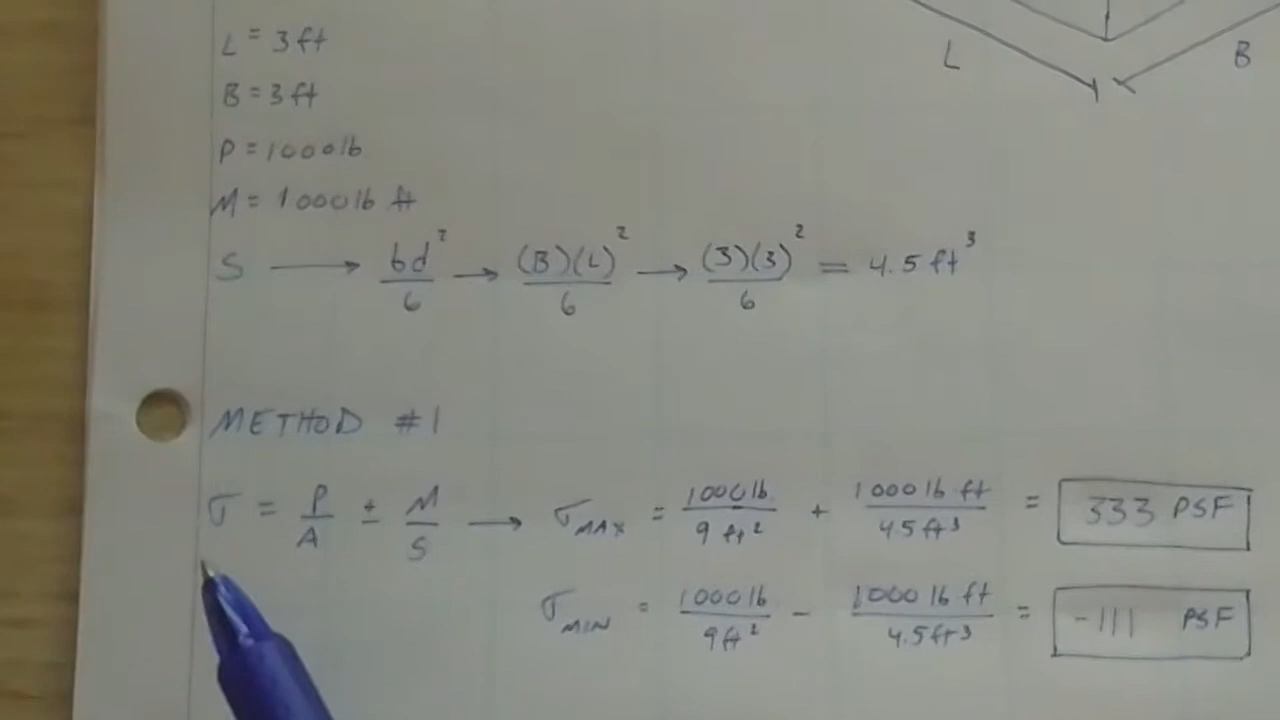 L = 3 ft
B = 3 ft
P = 1000 lb
M = 1000 lb ft
S → bd²/6 → (B)(L)²/6 → (3)(3)²/6 = 4.5 ft³
METHOD #1
σ = P/A ± M/S → σMAX = 1000 lb/9 ft² + 1000 lb ft/4.5 ft³ = 333 PSF
σMIN = 1000 lb/9 ft² - 1000 lb ft/4.5 ft³ = -111 PSF
L
B